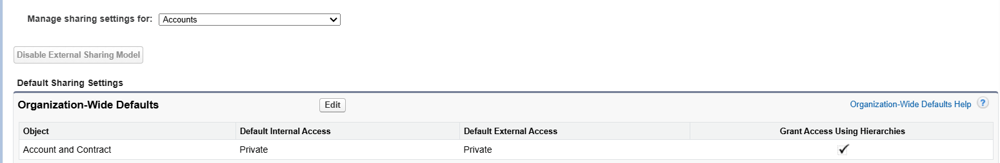 Manage sharing settings for: Accounts
Disable External Sharing Model
Default Sharing Settings
Organization-Wide Defaults Edit Organization-Wide Defaults Help ?
Object Default Internal Access Default External Access Grant Access Using Hierarchies
Account and Contract Private Private